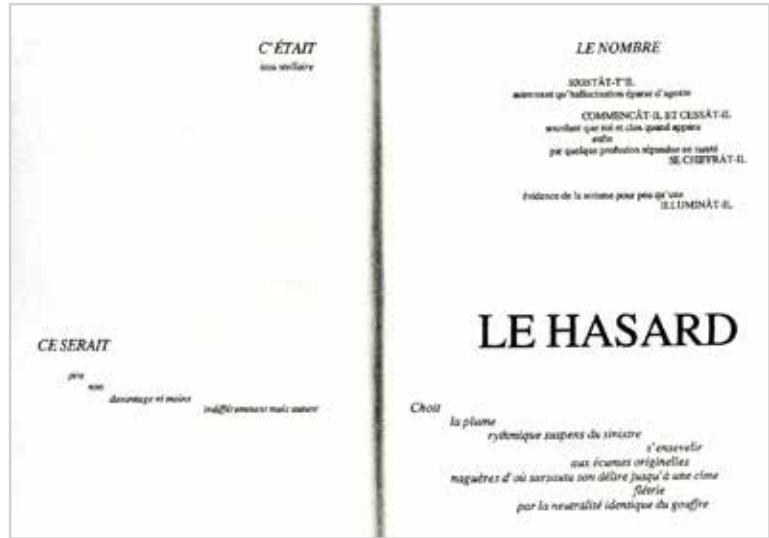 C'ÉTAIT
issu stellaire
CE SERAIT
pire
non
davantage ni moins
indifféremment mais autant
LE NOMBRE
EXISTÂT-T'IL
autrement qu'hallucination éparse d'agonie
COMMENCÂT-IL ET CESSÂT-IL
sourdant que nié et clos quand apparu
enfin
par quelque profusion répandue en rareté
SE CHIFFRÂT-IL
évidence de la somme pour peu qu'une
ILLUMINÂT-IL
LE HASARD
Choit
la plume
rythmique suspens du sinistre
s'ensevelir
aux écumes originelles
naguères d'où sursauta son délire jusqu'à une cime
flétrie
par la neutralité identique du gouffre